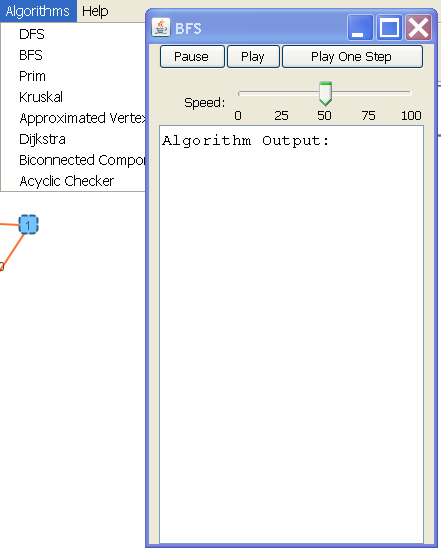 Algorithms Help
DFS
BFS
Prim
Kruskal
Approximated Vertex
Dijkstra
Biconnected Compo
Acyclic Checker
1
0
BFS
Pause Play Play One Step
Speed:
0 25 50 75 100
Algorithm Output: